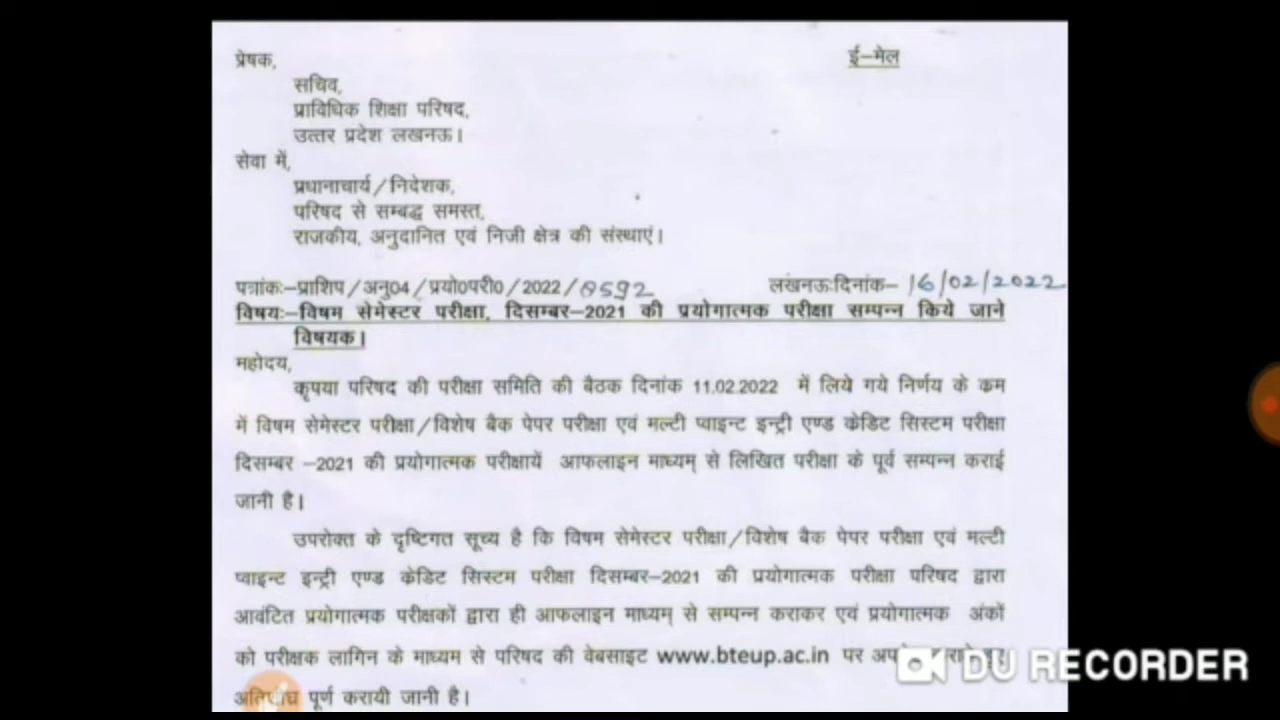 प्रेषक,
ई-मेल
सचिव,
प्राविधिक शिक्षा परिषद,
उत्तर प्रदेश लखनऊ।
सेवा में,
प्रधानाचार्य/निदेशक,
परिषद से सम्बद्ध समस्त,
राजकीय, अनुदानित एवं निजी क्षेत्र की संस्थाएं।
पत्रांकः-प्राशिप/अनु04/प्रयो0परी0/2022/8592 लखनऊःदिनांक- 16/02/2022
विषयः-विषम सेमेस्टर परीक्षा, दिसम्बर-2021 की प्रयोगात्मक परीक्षा सम्पन्न किये जाने
विषयक।
महोदय,
कृपया परिषद की परीक्षा समिति की बैठक दिनांक 11.02.2022 में लिये गये निर्णय के क्रम
में विषम सेमेस्टर परीक्षा/विशेष बैक पेपर परीक्षा एवं मल्टी प्वाइन्ट इन्ट्री एण्ड क्रेडिट सिस्टम परीक्षा
दिसम्बर -2021 की प्रयोगात्मक परीक्षायें आफलाइन माध्यम् से लिखित परीक्षा के पूर्व सम्पन्न कराई
जानी है।
उपरोक्त के दृष्टिगत सूच्य है कि विषम सेमेस्टर परीक्षा/विशेष बैक पेपर परीक्षा एवं मल्टी
प्वाइन्ट इन्ट्री एण्ड क्रेडिट सिस्टम परीक्षा दिसम्बर-2021 की प्रयोगात्मक परीक्षा परिषद द्वारा
आवंटित प्रयोगात्मक परीक्षकों द्वारा ही आफलाइन माध्यम् से सम्पन्न कराकर एवं प्रयोगात्मक अंकों
को परीक्षक लागिन के माध्यम से परिषद की वेबसाइट www.bteup.ac.in पर
DU RECORDER
पूर्ण करायी जानी है।